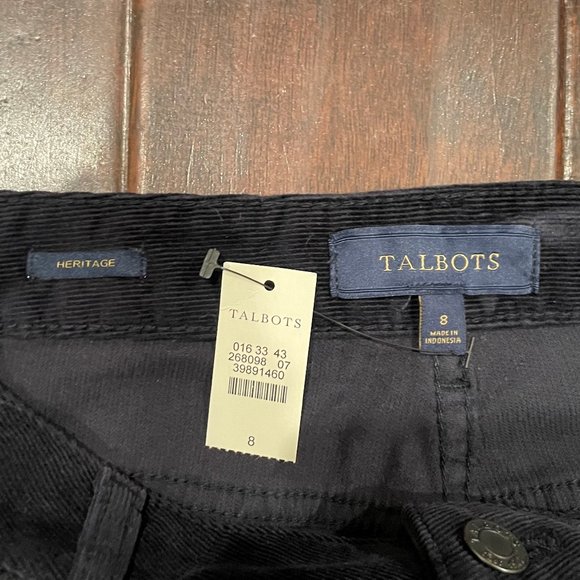 HERITAGE
TALBOTS
8
MADE IN
INDONESIA
TALBOTS
016 33 43
268098 07
39891460
8